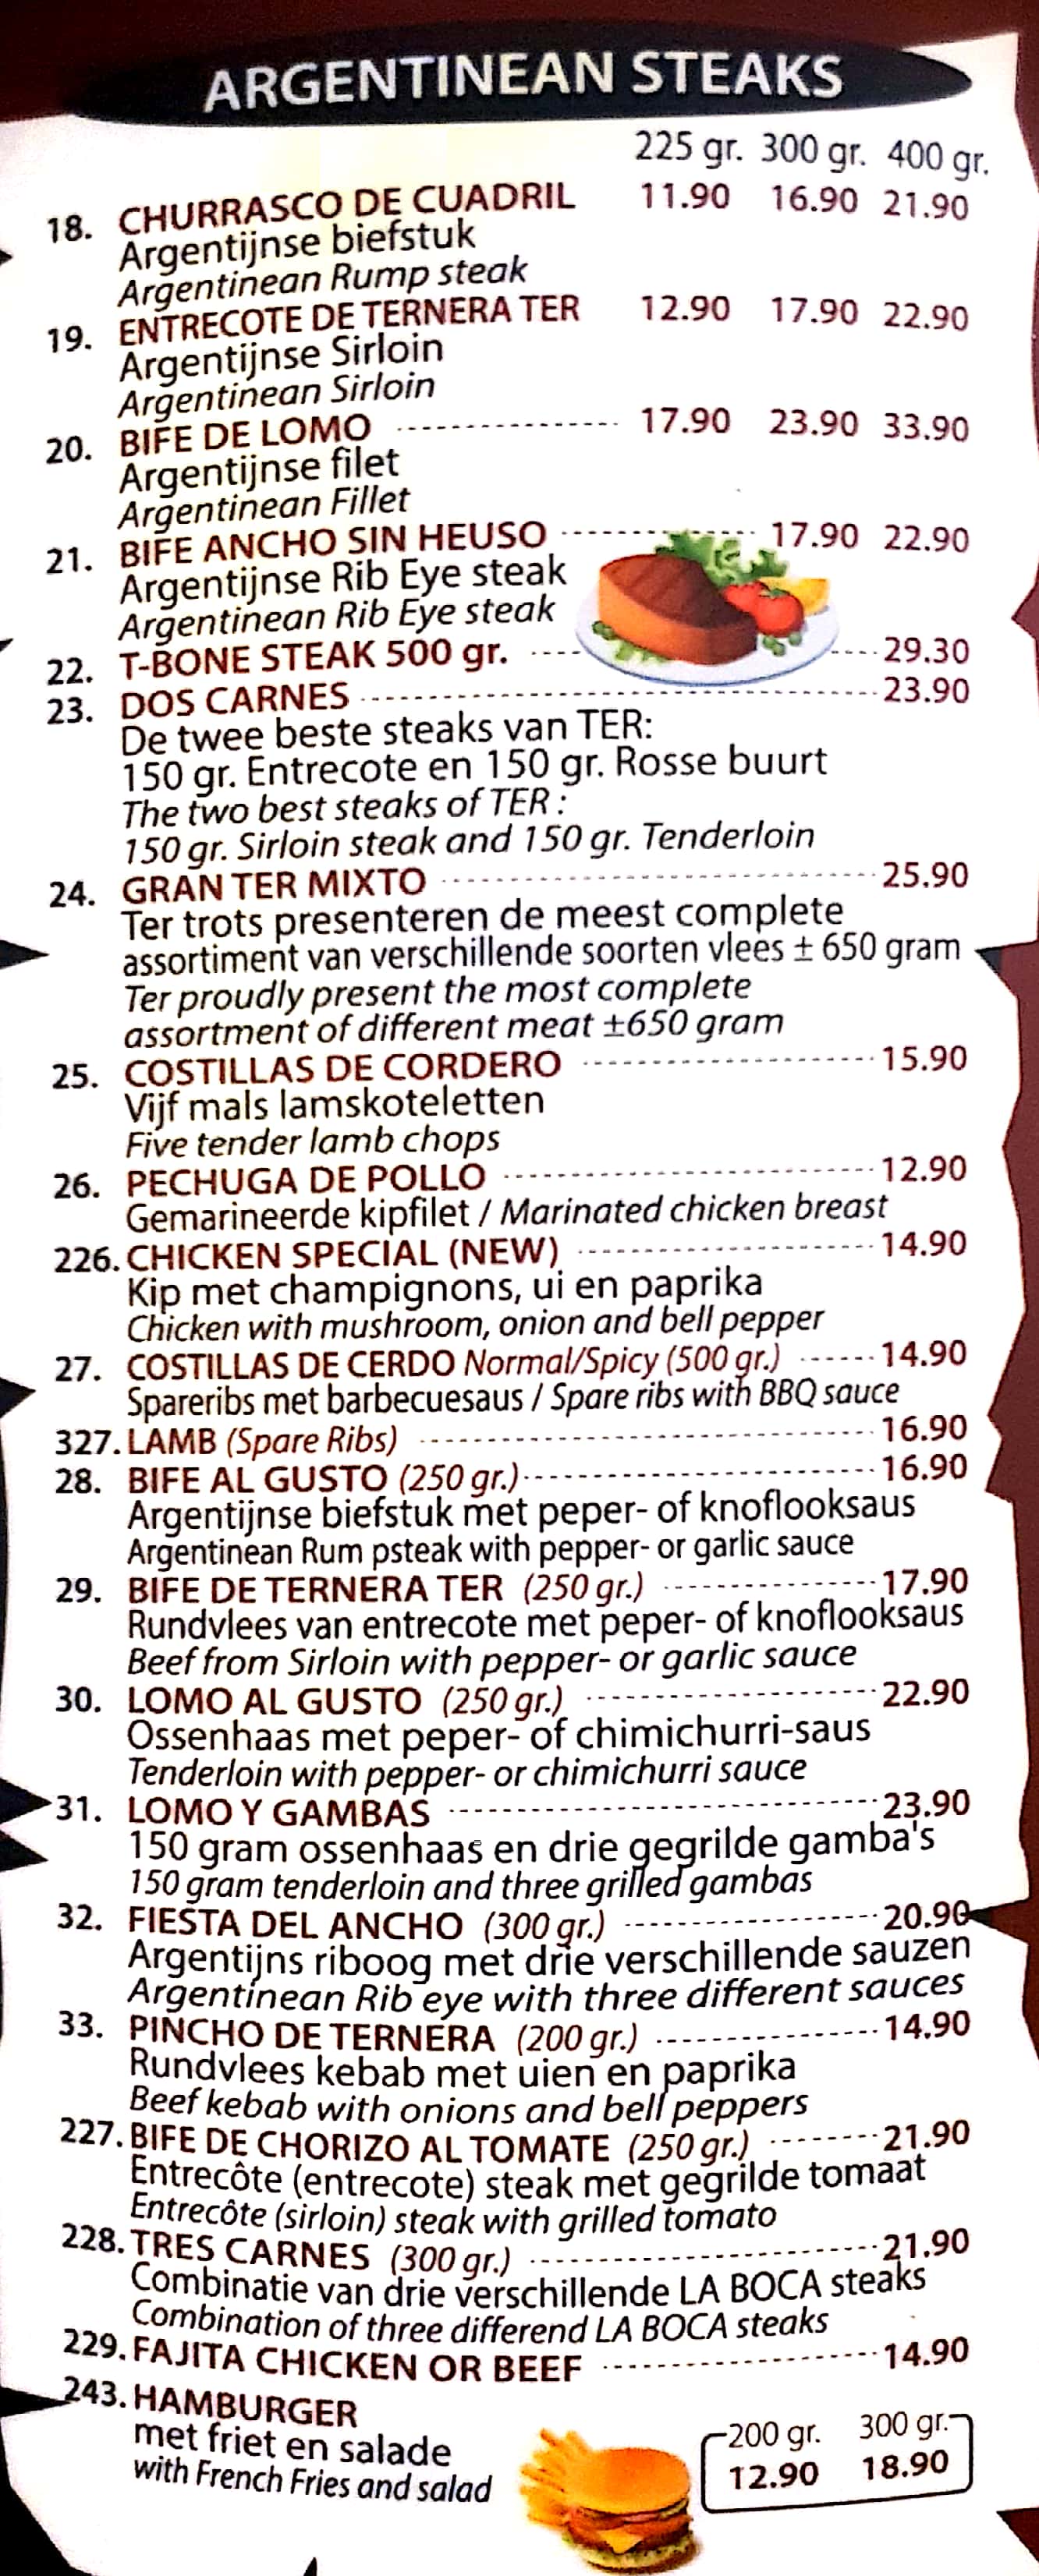 ARGENTINEAN STEAKS
225 gr. 300 gr. 400 gr.
18. CHURRASCO DE CUADRIL 11.90 16.90 21.90
Argentijnse biefstuk
Argentinean Rump steak
19. ENTRECOTE DE TERNERA TER 12.90 17.90 22.90
Argentijnse Sirloin
Argentinean Sirloin
20. BIFE DE LOMO 17.90 23.90 33.90
Argentijnse filet
Argentinean Fillet
21. BIFE ANCHO SIN HEUSO 17.90 22.90
Argentijnse Rib Eye steak
Argentinean Rib Eye steak
22. T-BONE STEAK 500 gr. 29.30
23. DOS CARNES 23.90
De twee beste steaks van TER:
150 gr. Entrecote en 150 gr. Rosse buurt
The two best steaks of TER :
150 gr. Sirloin steak and 150 gr. Tenderloin
24. GRAN TER MIXTO 25.90
Ter trots presenteren de meest complete
assortiment van verschillende soorten vlees ± 650 gram
Ter proudly present the most complete
assortment of different meat ±650 gram
25. COSTILLAS DE CORDERO 15.90
Vijf mals lamskoteletten
Five tender lamb chops
26. PECHUGA DE POLLO 12.90
Gemarineerde kipfilet / Marinated chicken breast
226. CHICKEN SPECIAL (NEW) 14.90
Kip met champignons, ui en paprika
Chicken with mushroom, onion and bell pepper
27. COSTILLAS DE CERDO Normal/Spicy (500 gr.) 14.90
Spareribs met barbecuesaus / Spare ribs with BBQ sauce
327. LAMB (Spare Ribs) 16.90
28. BIFE AL GUSTO (250 gr.) 16.90
Argentijnse biefstuk met peper- of knoflooksaus
Argentinean Rum psteak with pepper- or garlic sauce
29. BIFE DE TERNERA TER (250 gr.) 17.90
Rundvlees van entrecote met peper- of knoflooksaus
Beef from Sirloin with pepper- or garlic sauce
30. LOMO AL GUSTO (250 gr.) 22.90
Ossenhaas met peper- of chimichurri-saus
Tenderloin with pepper- or chimichurri sauce
31. LOMO Y GAMBAS 23.90
150 gram ossenhaas en drie gegrilde gamba's
150 gram tenderloin and three grilled gambas
32. FIESTA DEL ANCHO (300 gr.) 20.90
Argentijns riboog met drie verschillende sauzen
Argentinean Rib eye with three different sauces
33. PINCHO DE TERNERA (200 gr.) 14.90
Rundvlees kebab met uien en paprika
Beef kebab with onions and bell peppers
227. BIFE DE CHORIZO AL TOMATE (250 gr.) 21.90
Entrecôte (entrecote) steak met gegrilde tomaat
Entrecôte (sirloin) steak with grilled tomato
228. TRES CARNES (300 gr.) 21.90
Combinatie van drie verschillende LA BOCA steaks
Combination of three differend LA BOCA steaks
229. FAJITA CHICKEN OR BEEF 14.90
243. HAMBURGER
met friet en salade
with French Fries and salad
200 gr. 300 gr.
12.90 18.90